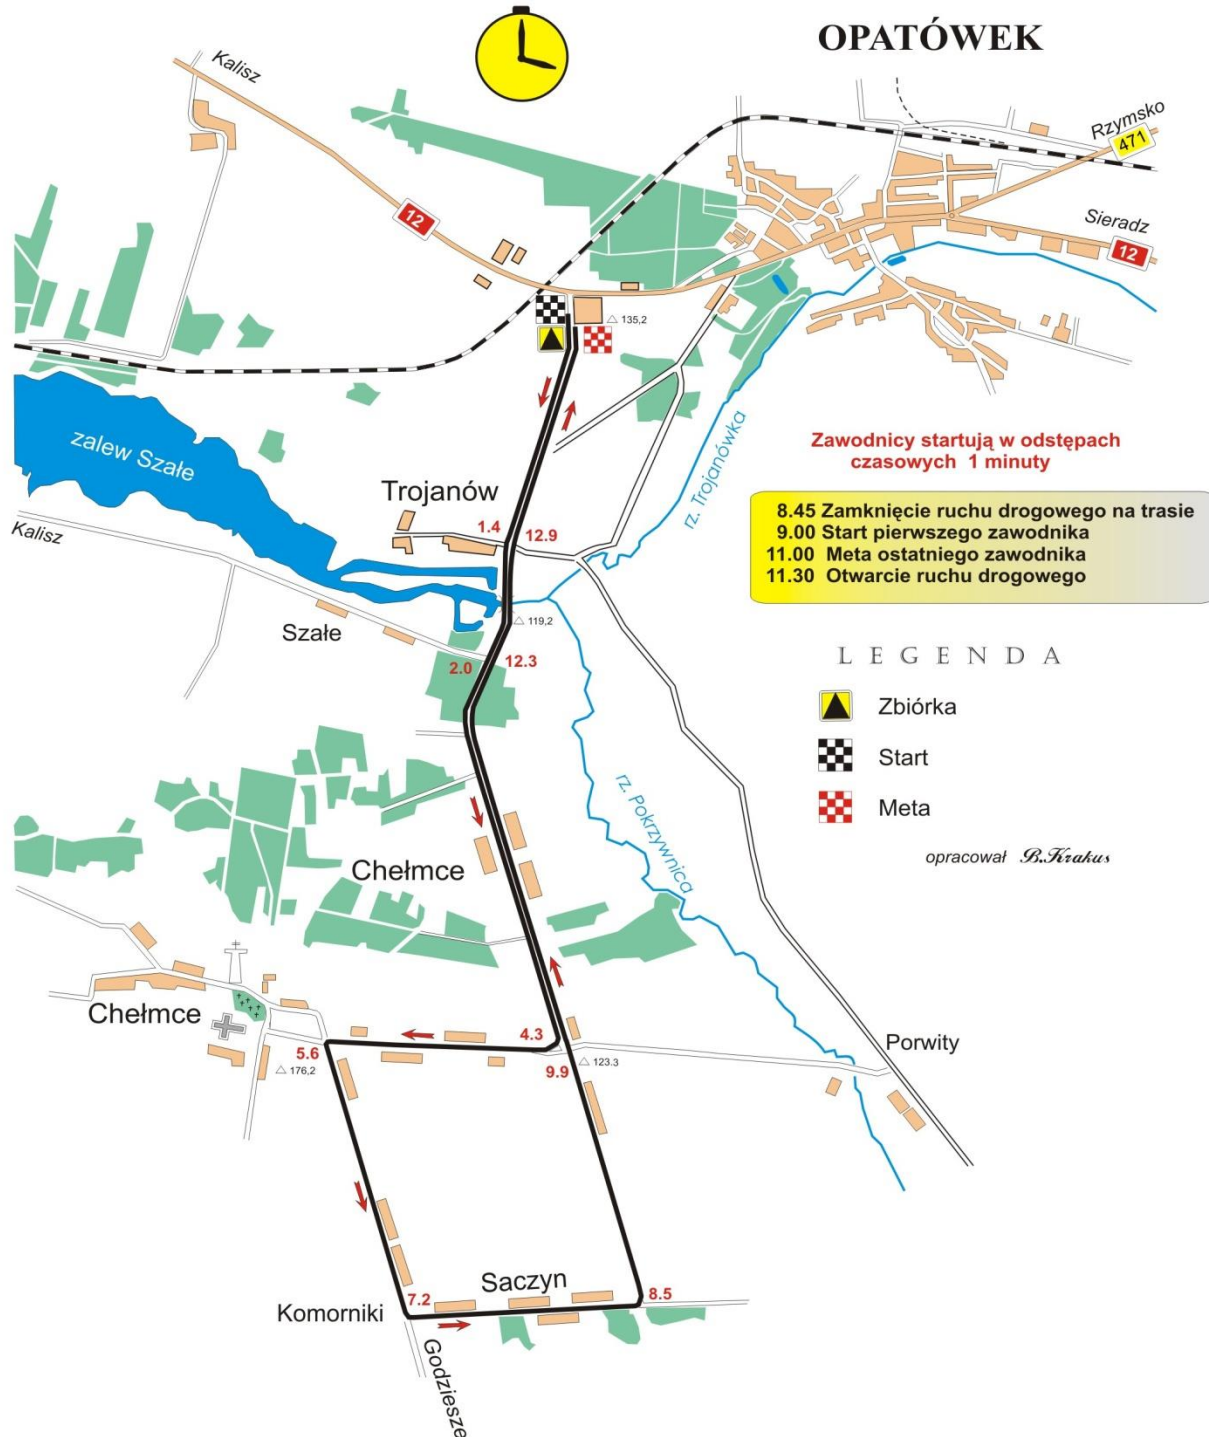 OPATÓWEK
Kalisz
Rzymsko
471
12
Sieradz
12
135,2
zalew Szałe
rz. Trojanówka
Zawodnicy startują w odstępach
czasowych 1 minuty
Trojanów
1.4
12.9
8.45 Zamknięcie ruchu drogowego na trasie
9.00 Start pierwszego zawodnika
11.00 Meta ostatniego zawodnika
11.30 Otwarcie ruchu drogowego
Kalisz
Szałe
119,2
2.0
12.3
LEGENDA
Zbiórka
Start
Meta
opracował B.Krakus
rz. Pokrzywnica
Chełmce
Chełmce
4.3
5.6
176,2
9.9
123.3
Porwity
Saczyn
7.2
8.5
Komorniki
Godziesze